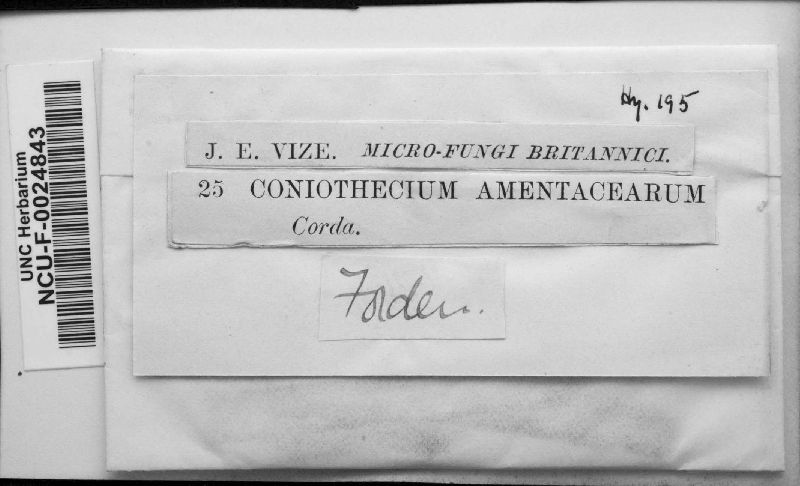 Hy. 195
J. E. VIZE. MICRO-FUNGI BRITANNICI.
25 CONIOTHECIUM AMENTACEARUM
Corda.
Forden.
UNC Herbarium
NCU-F-0024843